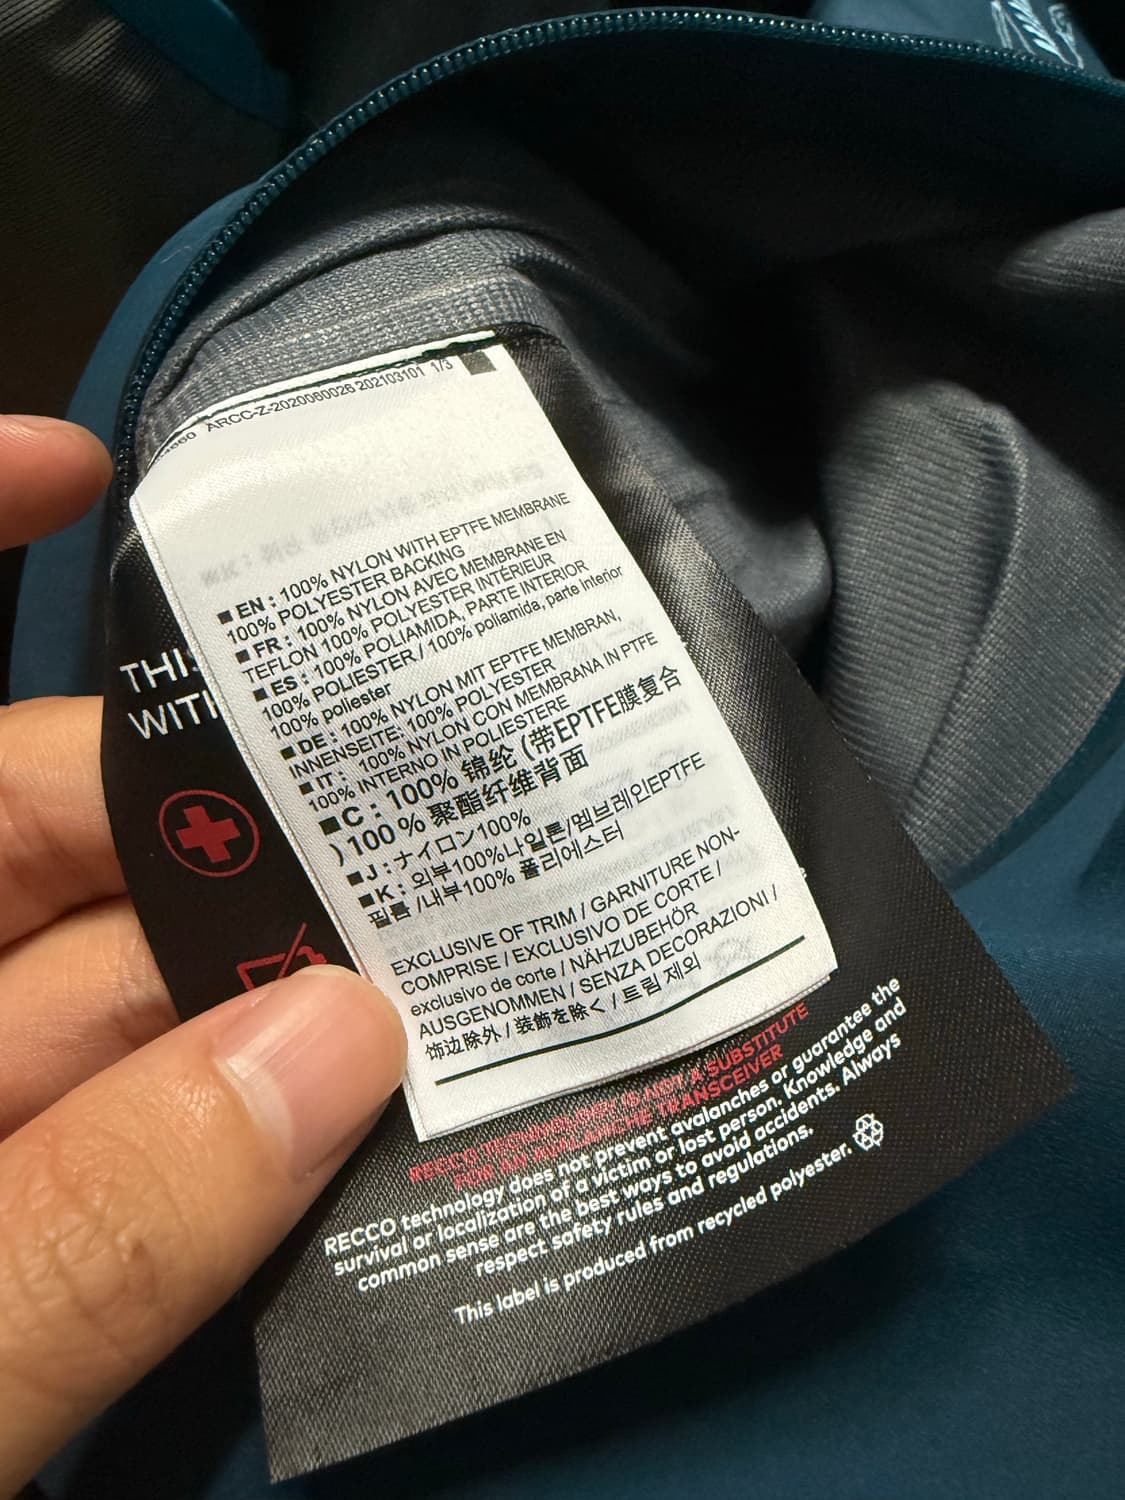 ARCC-Z-2020060026 202103101 1/3
■ EN : 100% NYLON WITH EPTFE MEMBRANE
100% POLYESTER BACKING
■ FR : 100% NYLON AVEC MEMBRANE EN
TEFLON 100% POLYESTER INTÉRIEUR
■ ES : 100% POLIAMIDA, PARTE INTERIOR
100% POLIESTER / 100% poliamida, parte interior
100% poliester
■ DE : 100% NYLON MIT EPTFE MEMBRAN,
INNENSEITE: 100% POLYESTER
■ IT : 100% NYLON CON MEMBRANA IN PTFE
100% INTERNO IN POLIESTERE
■ C : 100% 锦纶 (带EPTFE膜复合
) 100 % 聚酯纤维背面
■ J : ナイロン100%
■ K : 외부100%나일론/멤브레인EPTFE
필름 /내부100% 폴리에스터
EXCLUSIVE OF TRIM / GARNITURE NON-
COMPRISE / EXCLUSIVO DE CORTE /
exclusivo de corte / NÄHZUBEHÖR
AUSGENOMMEN / SENZA DECORAZIONI /
饰边除外 / 装飾を除く / 트림 제외
WITH
RECCO TECHNOLOGY IS NOT A SUBSTITUTE
FOR AN AVALANCHE TRANSCEIVER
RECCO technology does not prevent avalanches or guarantee the
survival or localization of a victim or lost person. Knowledge and
common sense are the best ways to avoid accidents. Always
respect safety rules and regulations.
This label is produced from recycled polyester.